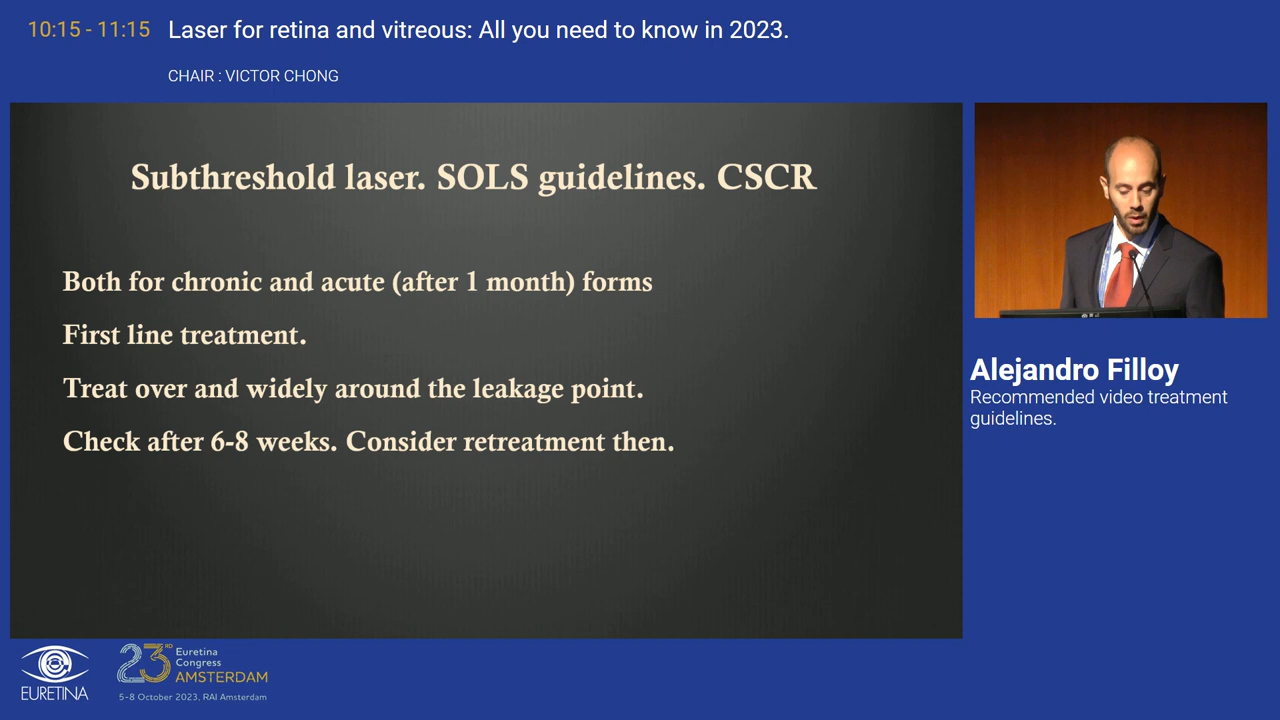 10:15 - 11:15 Laser for retina and vitreous: All you need to know in 2023.
CHAIR : VICTOR CHONG
Subthreshold laser. SOLS guidelines. CSCR
Both for chronic and acute (after 1 month) forms
First line treatment.
Treat over and widely around the leakage point.
Check after 6-8 weeks. Consider retreatment then.
Alejandro Filloy
Recommended video treatment
guidelines.
EURETINA
23RD
Euretina
Congress
AMSTERDAM
5-8 October 2023, RAI Amsterdam